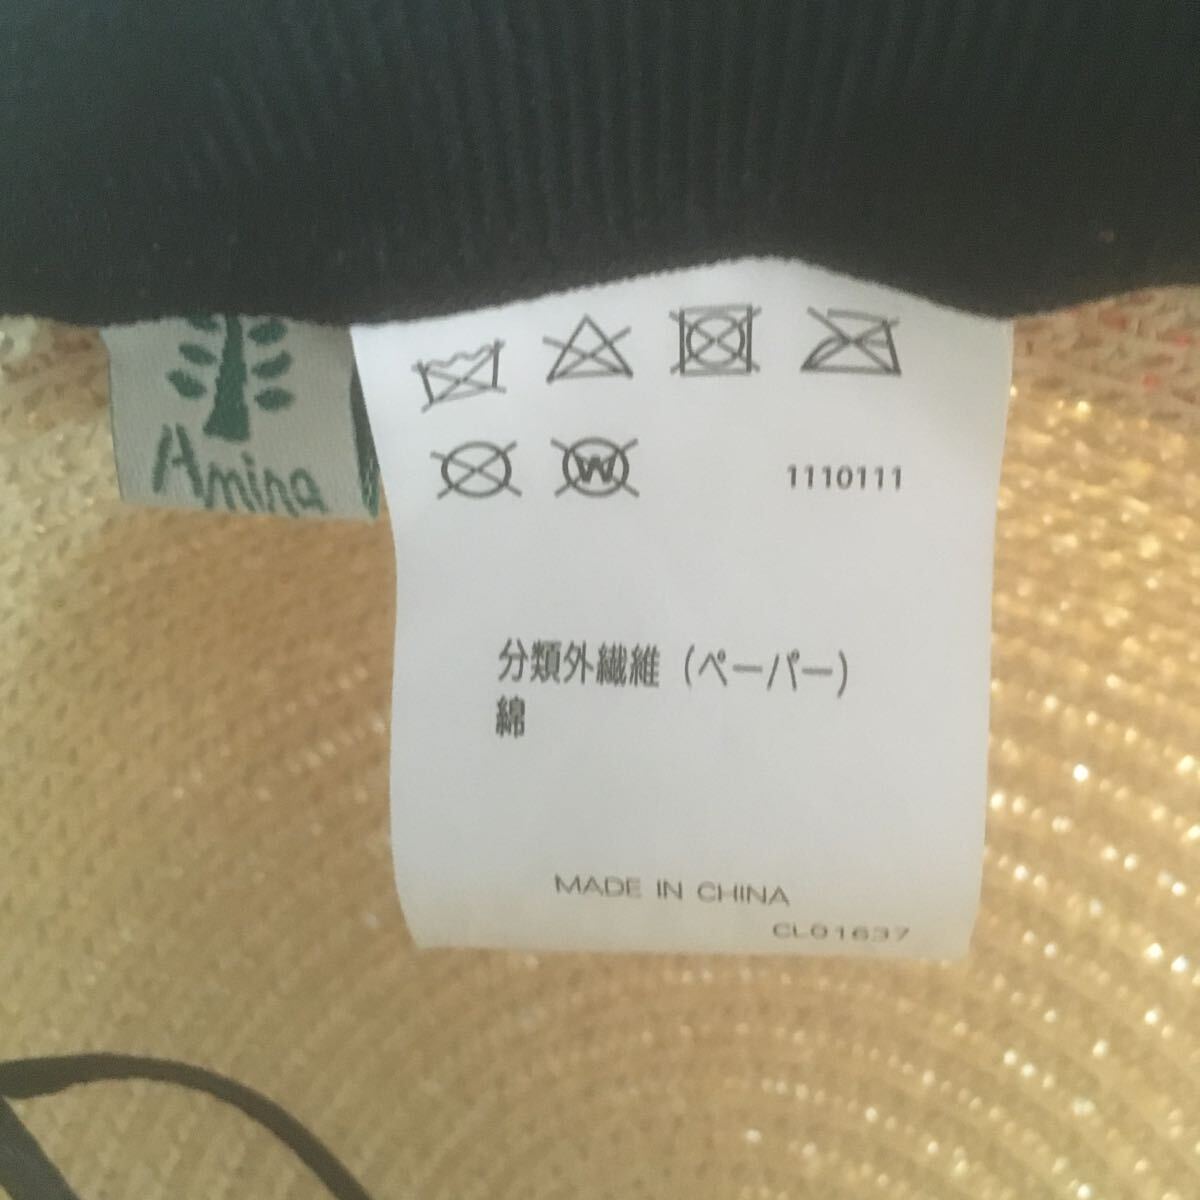 Amina
W
1110111
分類外繊維（ペーパー）
綿
MADE IN CHINA
CL01637